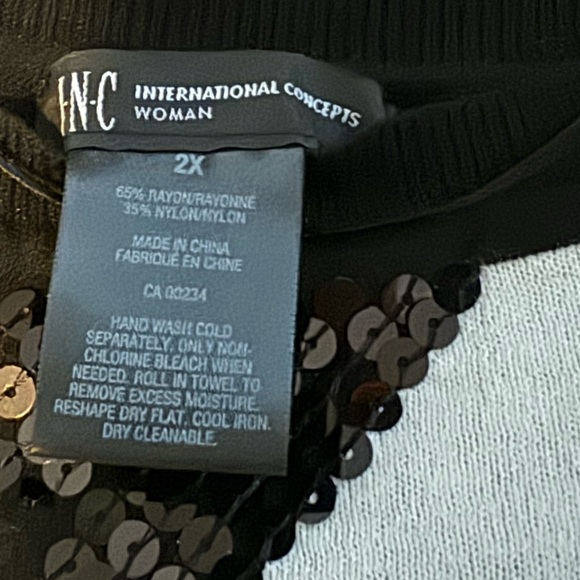 I·N·C INTERNATIONAL CONCEPTS
WOMAN
2X
65% RAYON/RAYONNE
35% NYLON/NYLON
MADE IN CHINA
FABRIQUÉ EN CHINE
CA 00234
HAND WASH COLD
SEPARATELY. ONLY NON-
CHLORINE BLEACH WHEN
NEEDED. ROLL IN TOWEL TO
REMOVE EXCESS MOISTURE.
RESHAPE DRY FLAT. COOL IRON.
DRY CLEANABLE.